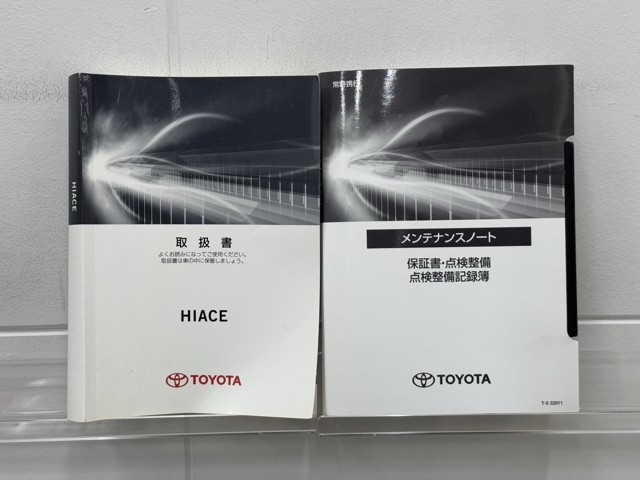 HIACE
取扱書
よくお読みになってご使用ください。
取扱書は車の中に保管しましょう。
HIACE
TOYOTA
常時携行
メンテナンスノート
保証書・点検整備
点検整備記録簿
TOYOTA